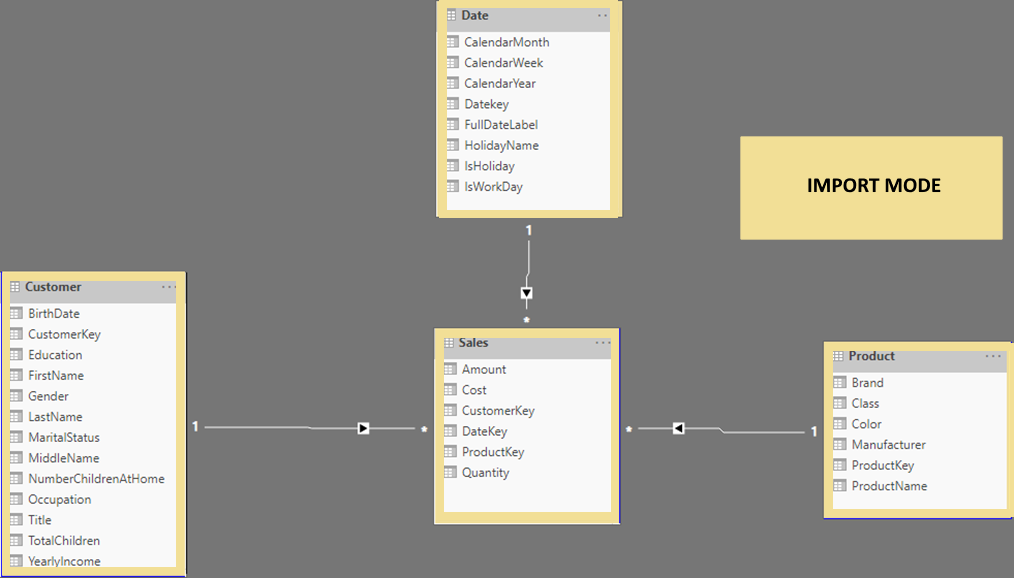 Date
CalendarMonth
CalendarWeek
CalendarYear
Datekey
FullDateLabel
HolidayName
IsHoliday
IsWorkDay
IMPORT MODE
1
*
Customer
BirthDate
CustomerKey
Education
FirstName
Gender
LastName
MaritalStatus
MiddleName
NumberChildrenAtHome
Occupation
Title
TotalChildren
YearlyIncome
1
*
Sales
Amount
Cost
CustomerKey
DateKey
ProductKey
Quantity
*
1
Product
Brand
Class
Color
Manufacturer
ProductKey
ProductName